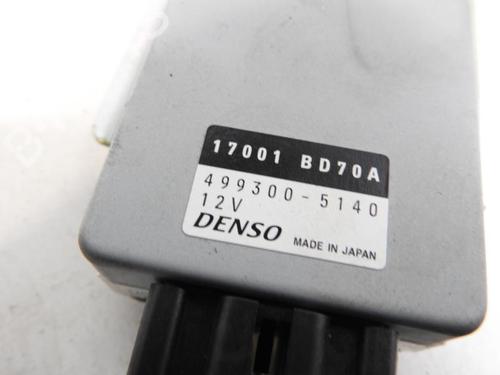 17001 BD70A
499300-5140
12V
DENSO MADE IN JAPAN